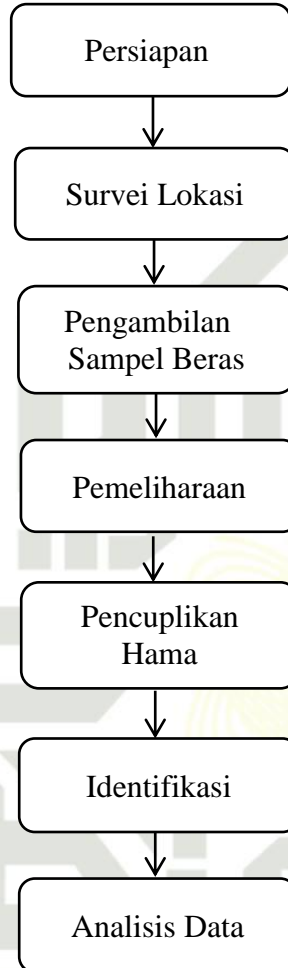 Persiapan
Survei Lokasi
Pengambilan
Sampel Beras
Pemeliharaan
Pencuplikan
Hama
Identifikasi
Analisis Data